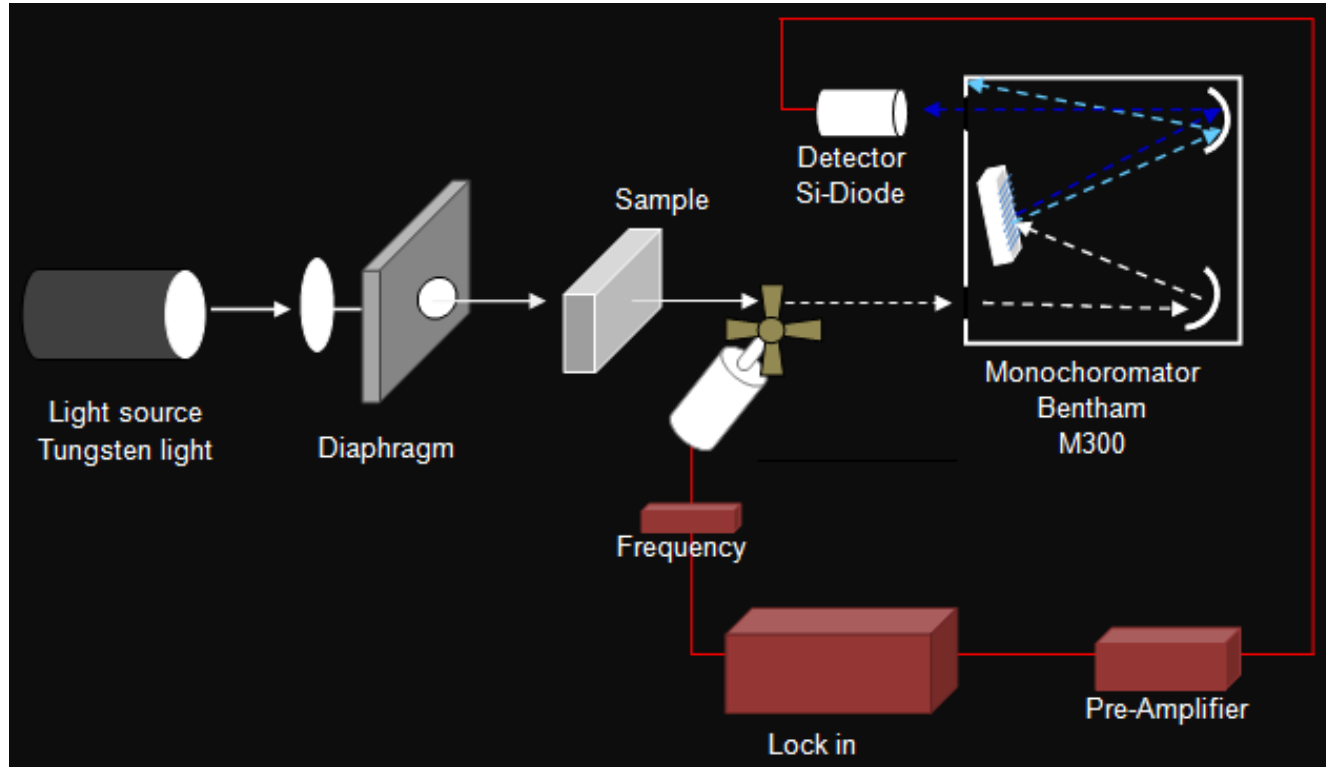 Detector
Si-Diode
Sample
Light source
Tungsten light
Diaphragm
Monochoromator
Bentham
M300
Frequency
Lock in
Pre-Amplifier